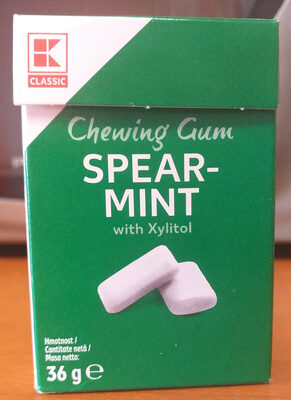 K
CLASSIC
Chewing Gum
SPEAR-
MINT
with Xylitol
Hmotnost /
Cantitate netă /
Masa netto:
36 g ℮